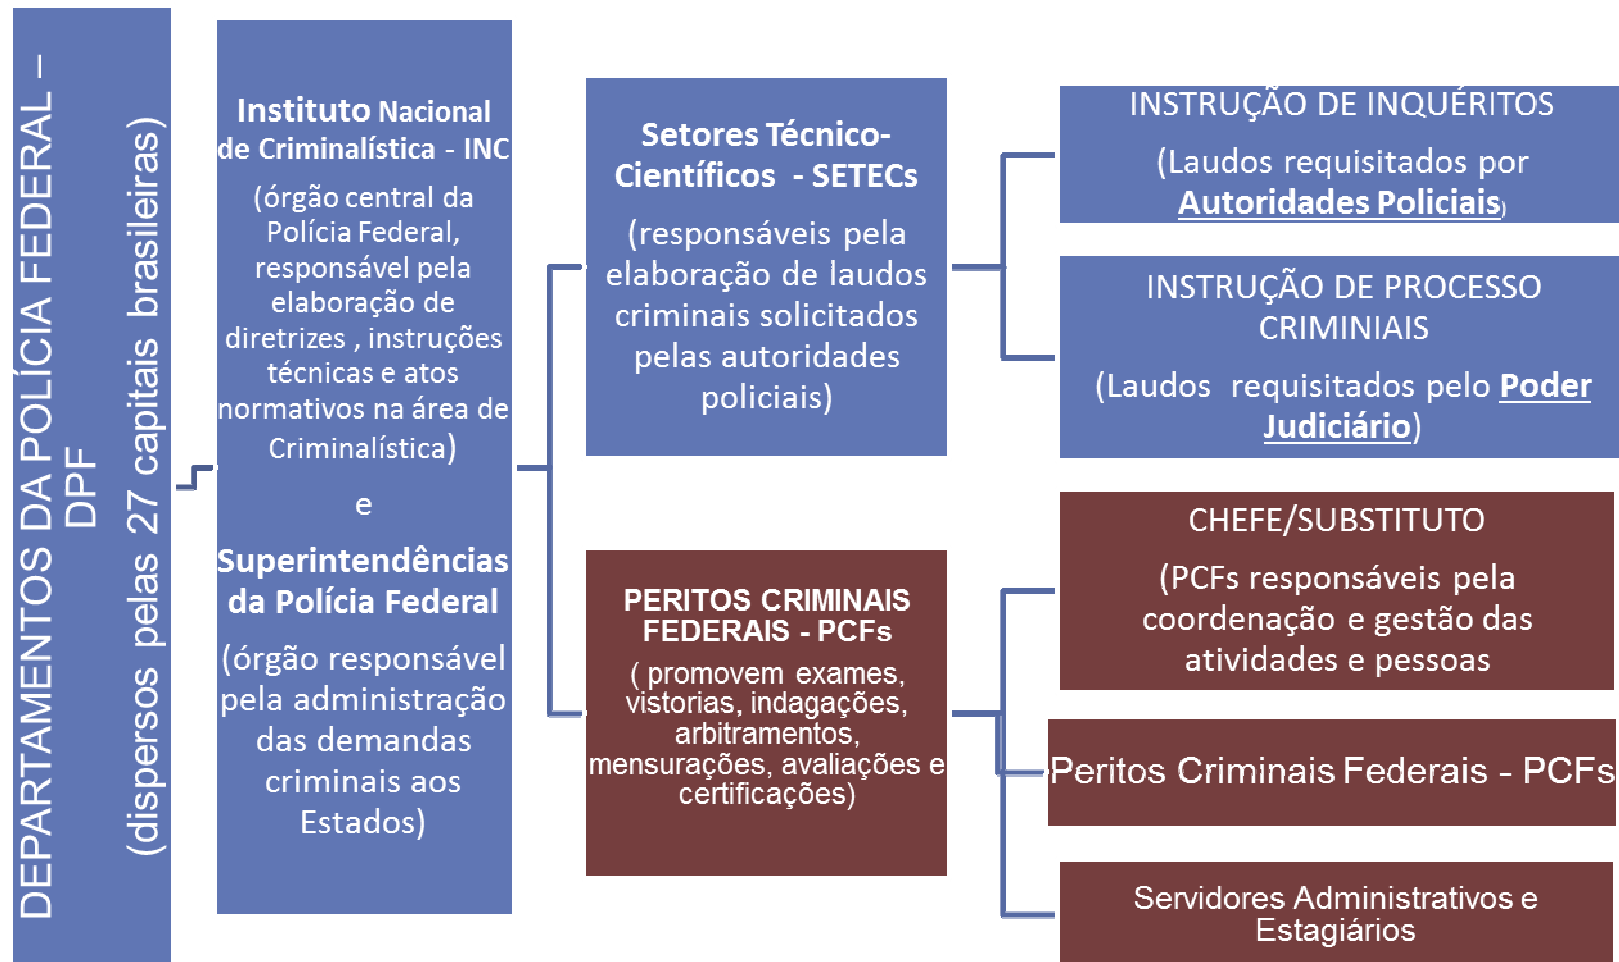 DEPARTAMENTOS DA POLÍCIA FEDERAL –
DPF
(dispersos pelas 27 capitais brasileiras)
Instituto Nacional
de Criminalística - INC
(órgão central da
Polícia Federal,
responsável pela
elaboração de
diretrizes , instruções
técnicas e atos
normativos na área de
Criminalística)
e
Superintendências
da Polícia Federal
(órgão responsável
pela administração
das demandas
criminais aos
Estados)
Setores Técnico-
Científicos - SETECs
(responsáveis pela
elaboração de laudos
criminais solicitados
pelas autoridades
policiais)
INSTRUÇÃO DE INQUÉRITOS
(Laudos requisitados por
Autoridades Policiais)
INSTRUÇÃO DE PROCESSO
CRIMINIAIS
(Laudos requisitados pelo Poder
Judiciário)
PERITOS CRIMINAIS
FEDERAIS - PCFs
( promovem exames,
vistorias, indagações,
arbitramentos,
mensurações, avaliações e
certificações)
CHEFE/SUBSTITUTO
(PCFs responsáveis pela
coordenação e gestão das
atividades e pessoas
Peritos Criminais Federais - PCFs
Servidores Administrativos e
Estagiários